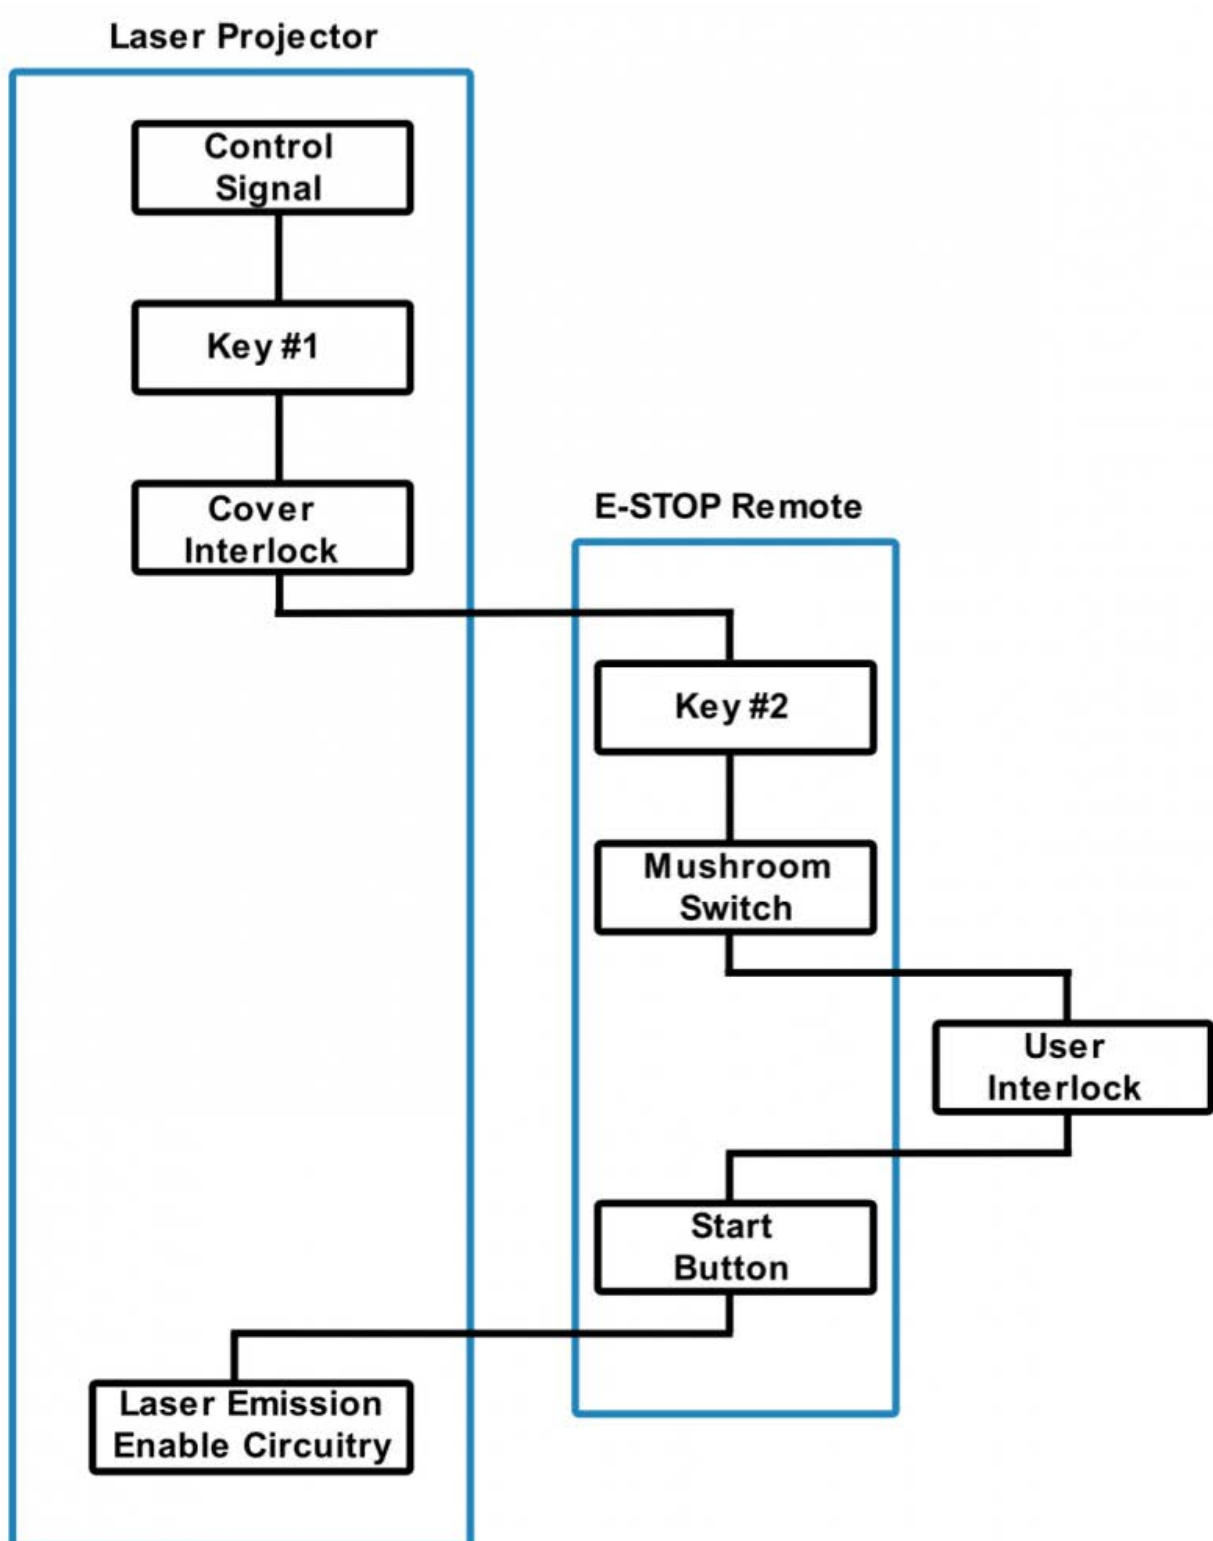 Laser Projector
Control
Signal
Key #1
Cover
Interlock
E-STOP Remote
Key #2
Mushroom
Switch
User
Interlock
Start
Button
Laser Emission
Enable Circuitry